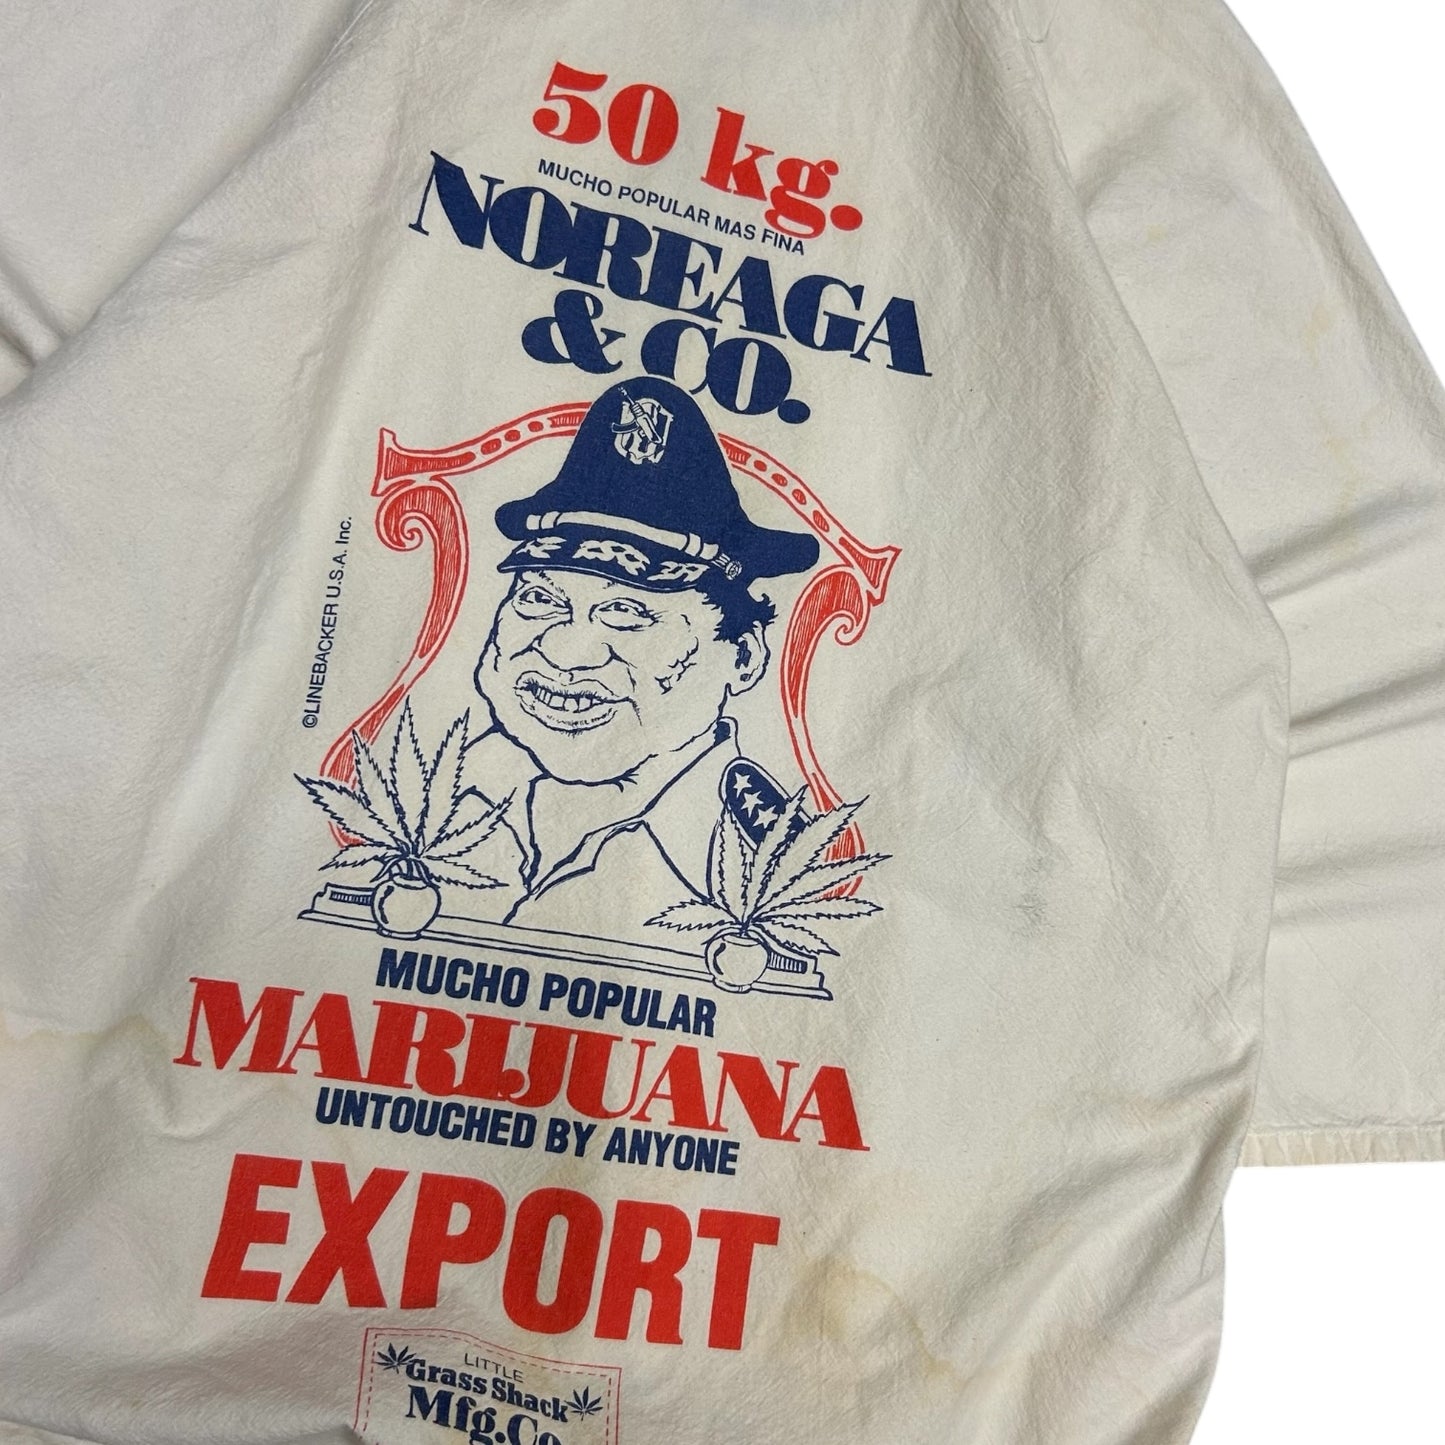 50 kg.
MUCHO POPULAR MAS FINA
NOREAGA
& CO.
©LINEBACKER U.S.A. Inc.
MUCHO POPULAR
MARIJUANA
UNTOUCHED BY ANYONE
EXPORT
LITTLE
Grass Shack
Mfg.Co